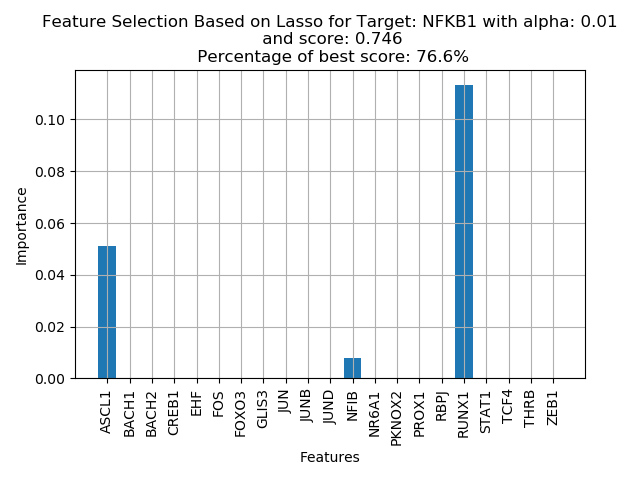 Feature Selection Based on Lasso for Target: NFKB1 with alpha: 0.01
and score: 0.746
Percentage of best score: 76.6%
Importance
0.10
0.08
0.06
0.04
0.02
0.00
ASCL1
BACH1
BACH2
CREB1
EHF
FOS
FOXO3
GLIS3
JUN
JUNB
JUND
NFIB
NR6A1
PKNOX2
PROX1
RBPJ
RUNX1
STAT1
TCF4
THRB
ZEB1
Features